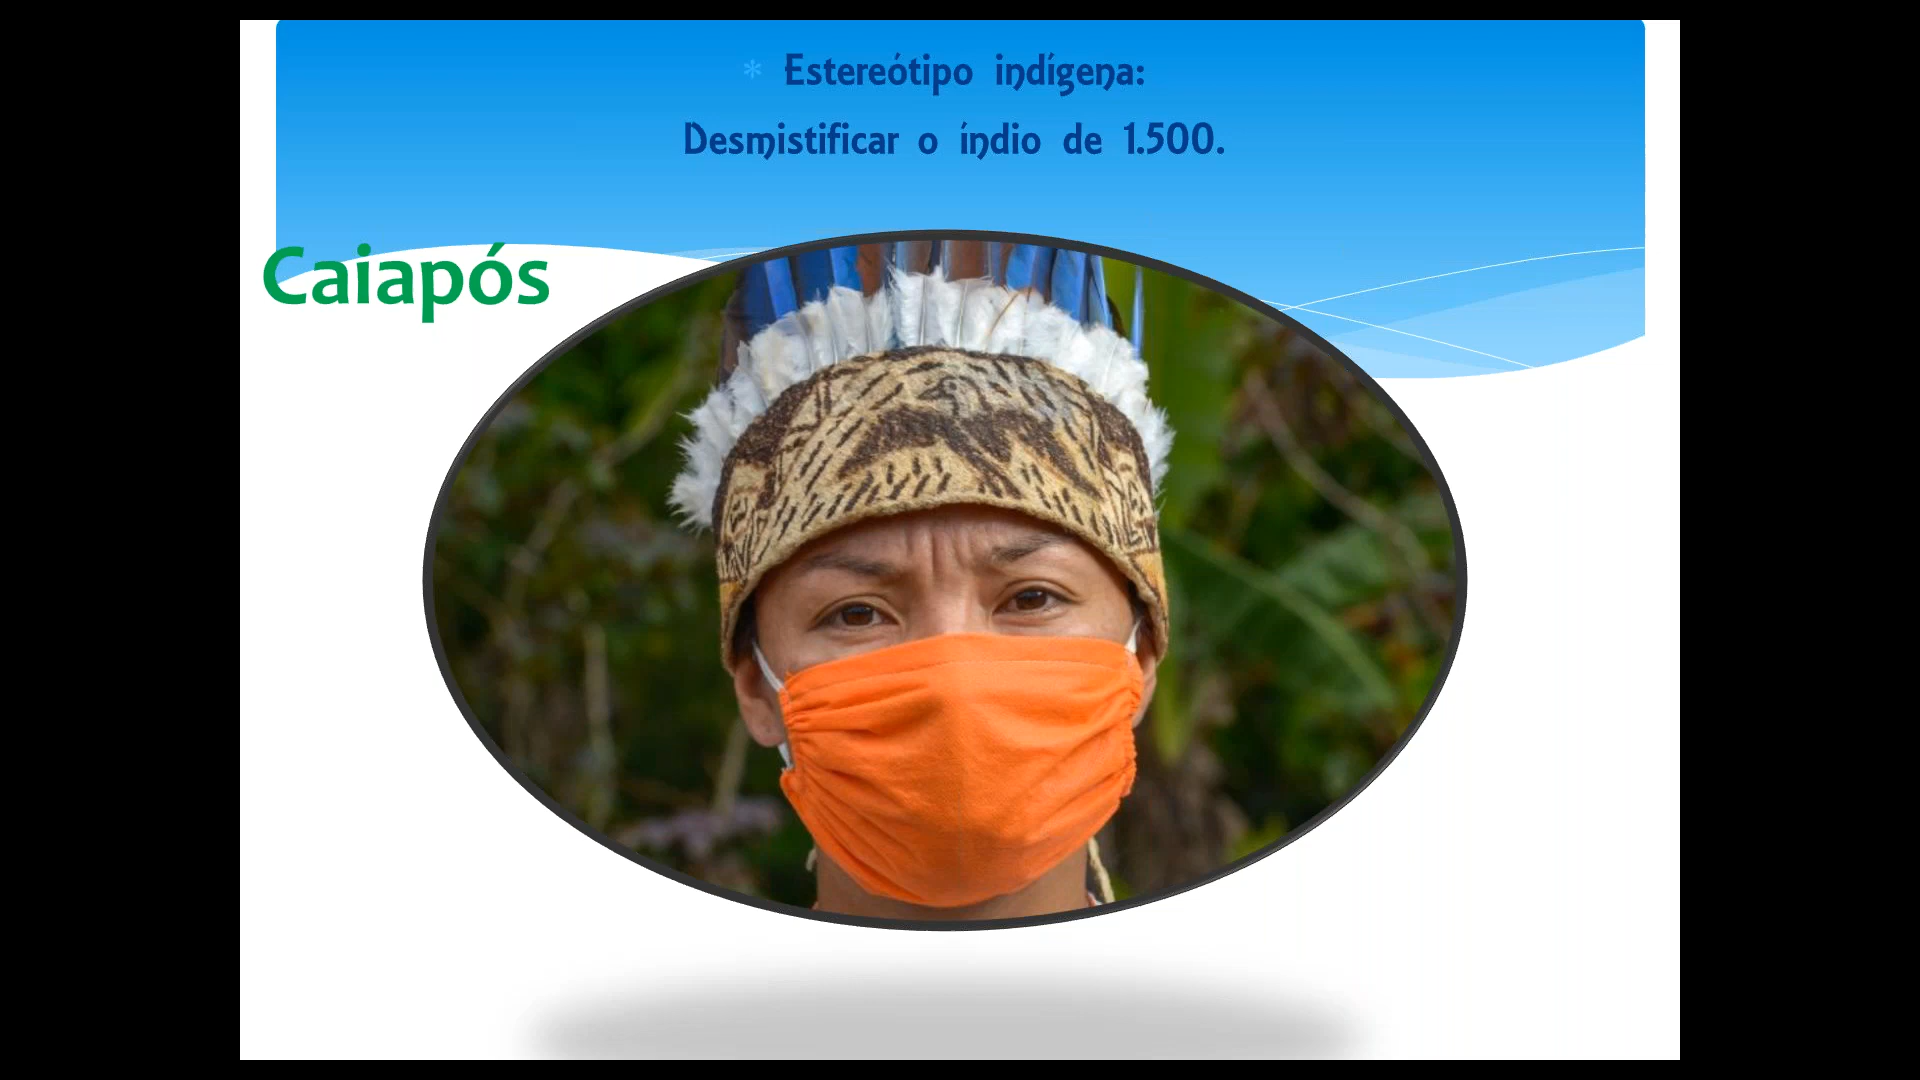 * Estereótipo indígena:
Desmistificar o índio de 1.500.
Caiapós